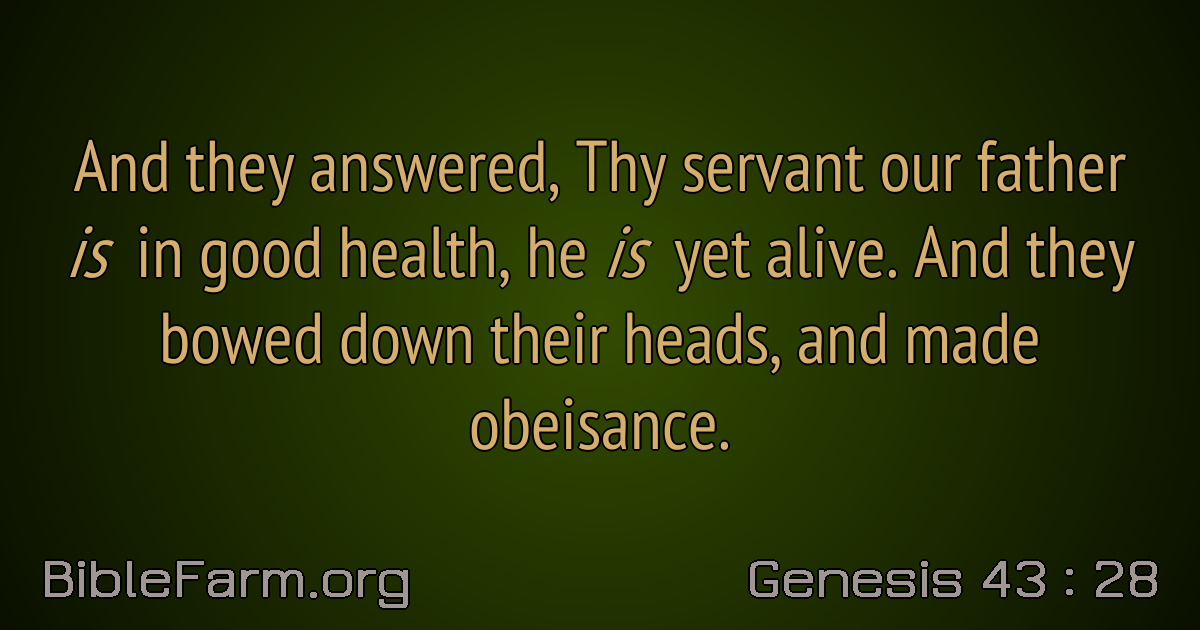 And they answered, Thy servant our father
is in good health, he is yet alive. And they
bowed down their heads, and made
obeisance.
BibleFarm.org
Genesis 43 : 28